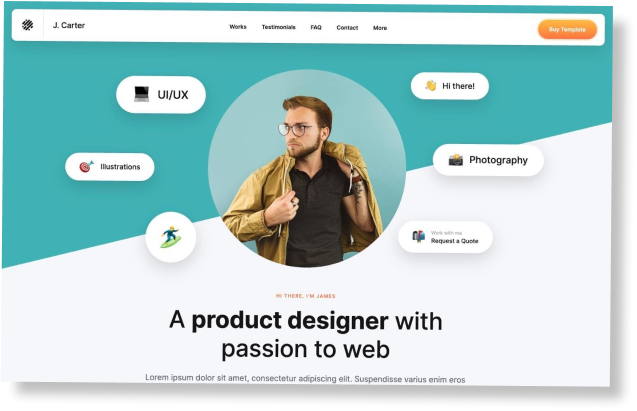 J. Carter
Works Testimonials FAQ Contact More
Buy Template
UI/UX
Hi there!
Illustrations
Photography
Work with me
Request a Quote
HI THERE, I'M JAMES
A product designer with
passion to web
Lorem ipsum dolor sit amet, consectetur adipiscing elit. Suspendisse varius enim eros